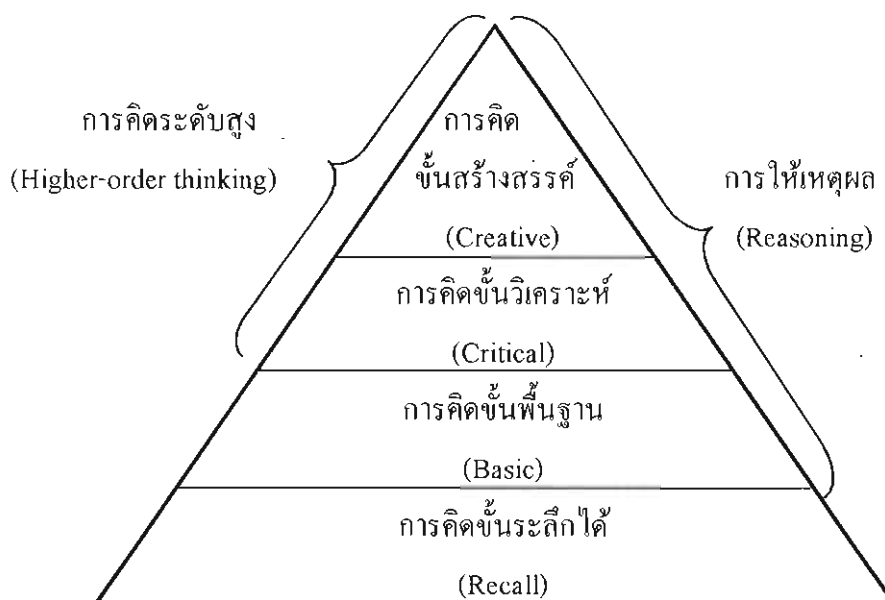 การคิดระดับสูง
(Higher-order thinking)
การคิด
ขั้นสร้างสรรค์
(Creative)
การให้เหตุผล
(Reasoning)
การคิดขั้นวิเคราะห์
(Critical)
การคิดขั้นพื้นฐาน
(Basic)
การคิดขั้นระลึกได้
(Recall)